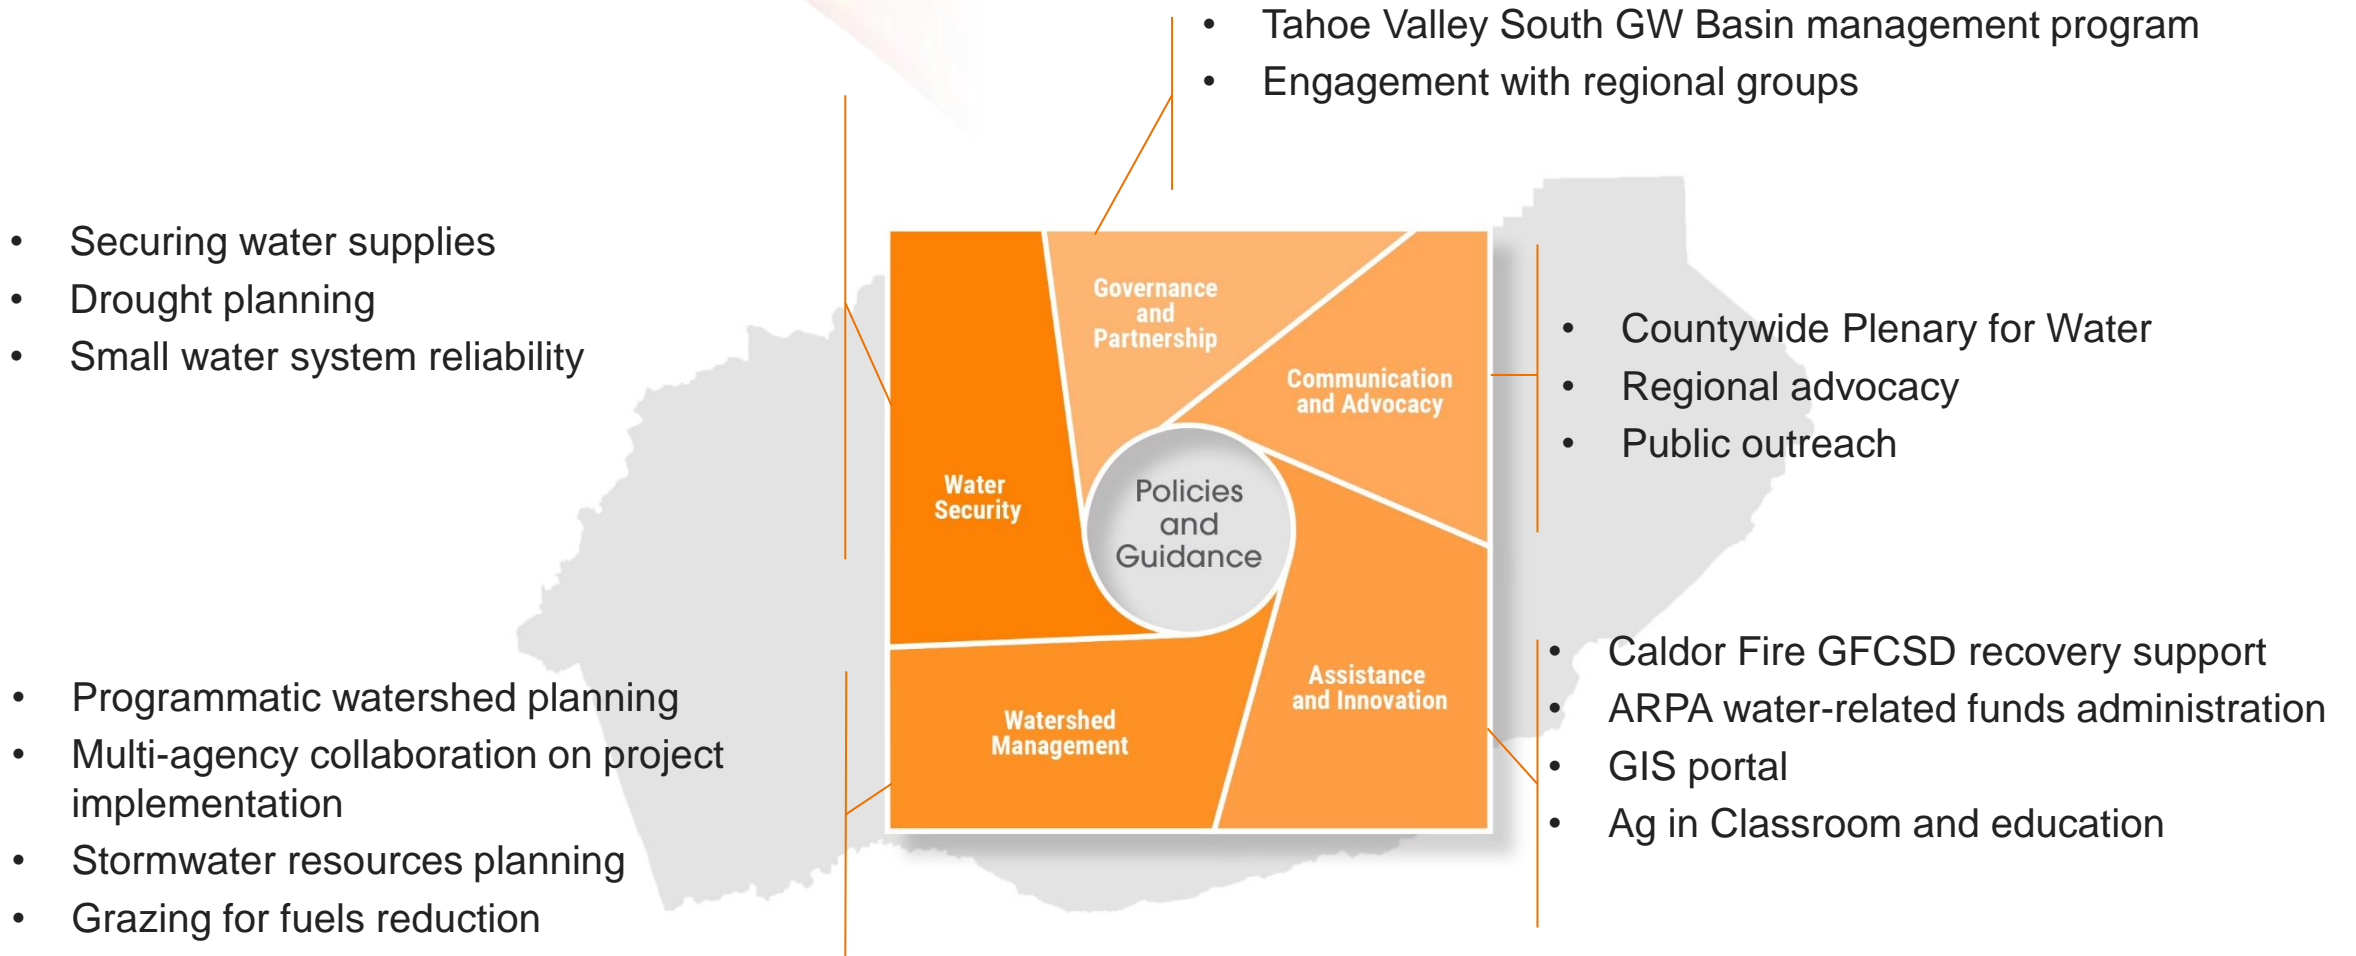 • Tahoe Valley South GW Basin management program
• Engagement with regional groups
• Securing water supplies
• Drought planning
• Small water system reliability
Governance
and
Partnership
Communication
and Advocacy
• Countywide Plenary for Water
• Regional advocacy
• Public outreach
Water
Security
Policies
and
Guidance
• Programmatic watershed planning
• Multi-agency collaboration on project
implementation
• Stormwater resources planning
• Grazing for fuels reduction
Watershed
Management
Assistance
and Innovation
• Caldor Fire GFCSD recovery support
• ARPA water-related funds administration
• GIS portal
• Ag in Classroom and education